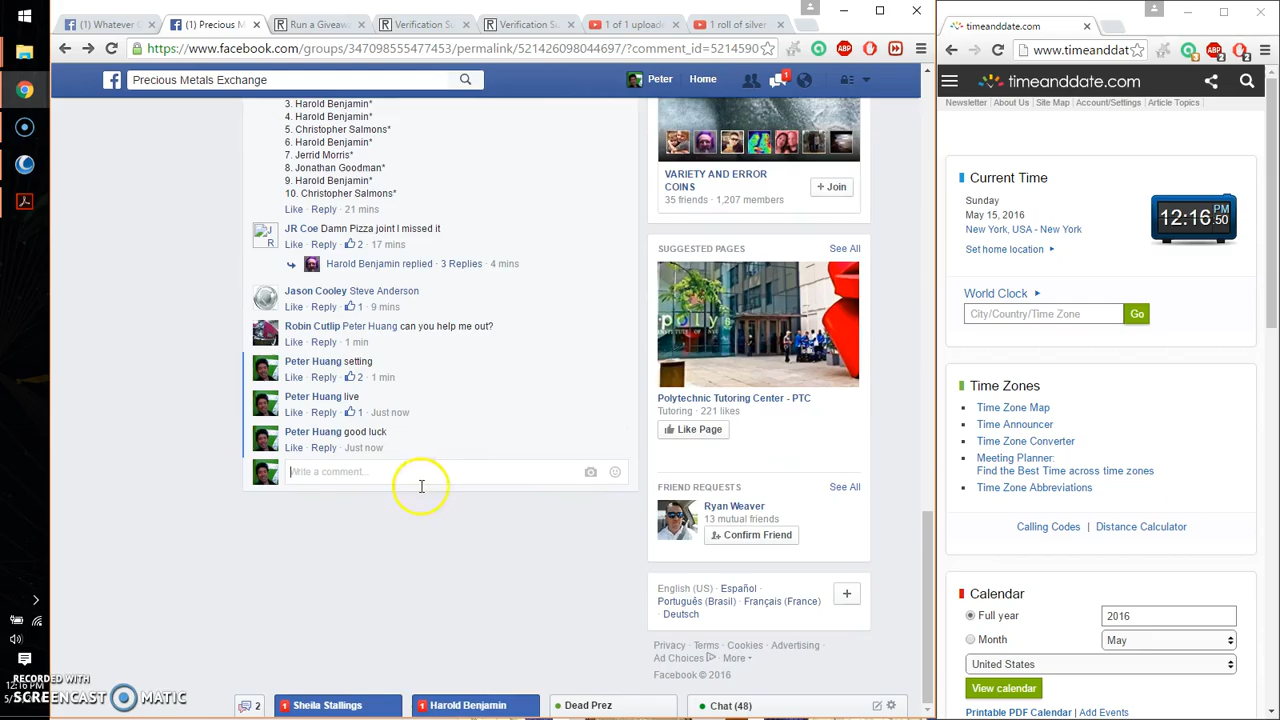 (1) Whatever
(1) Precious M
Run a Giveaw
Verification Su
Verification Su
1 of 1 uploade
1 roll of silver
https://www.facebook.com/groups/347098555477453/permalink/521426098044697/?comment_id=5214590
Precious Metals Exchange
Peter
Home
1
3. Harold Benjamin*
4. Harold Benjamin*
5. Christopher Salmons*
6. Harold Benjamin*
7. Jerrid Morris*
8. Jonathan Goodman*
9. Harold Benjamin*
10. Christopher Salmons*
Like · Reply · 21 mins
JR Coe Damn Pizza joint I missed it
Like · Reply · 2 · 17 mins
Harold Benjamin replied · 3 Replies · 4 mins
Jason Cooley Steve Anderson
Like · Reply · 1 · 9 mins
Robin Cutlip Peter Huang can you help me out?
Like · Reply · 1 min
Peter Huang setting
Like · Reply · 2 · 1 min
Peter Huang live
Like · Reply · 1 · Just now
Peter Huang good luck
Like · Reply · Just now
Write a comment...
VARIETY AND ERROR
COINS
35 friends · 1,207 members
+ Join
SUGGESTED PAGES
See All
poly
Polytechnic Tutoring Center - PTC
Tutoring · 221 likes
Like Page
FRIEND REQUESTS
See All
Ryan Weaver
13 mutual friends
Confirm Friend
English (US) · Español ·
Português (Brasil) · Français (France) ·
Deutsch
Privacy · Terms · Cookies · Advertising ·
Ad Choices · More
Facebook © 2016
2
1 Sheila Stallings
1 Harold Benjamin
Dead Prez
Chat (48)
RECORDED WITH
12:16 PM
SCREENCAST MATIC
timeanddate.com
www.timeanddat
timeanddate.com
Newsletter | About Us | Site Map | Account/Settings | Article Topics |
Current Time
Sunday
May 15, 2016
New York, USA - New York
Set home location
12:16 PM 50
World Clock
City/Country/Time Zone
Go
Time Zones
Time Zone Map
Time Announcer
Time Zone Converter
Meeting Planner:
Find the Best Time across time zones
Time Zone Abbreviations
Calling Codes | Distance Calculator
Calendar
Full year
2016
Month
May
United States
View calendar
Printable PDF Calendar | Add Events